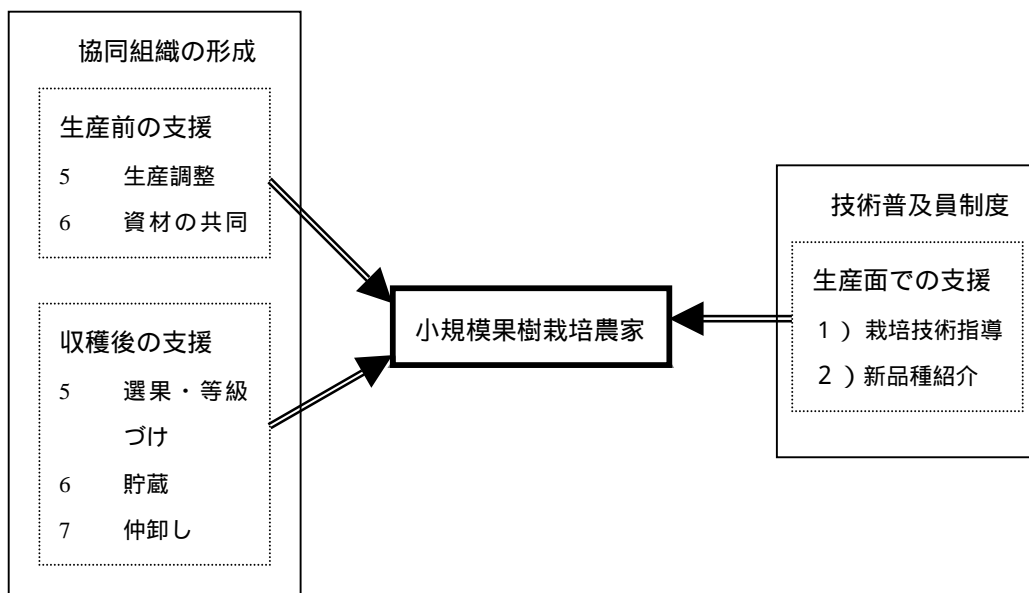 協同組織の形成
生産前の支援
5 生産調整
6 資材の共同
収穫後の支援
5 選果・等級
づけ
6 貯蔵
7 仲卸し
小規模果樹栽培農家
技術普及員制度
生産面での支援
1）栽培技術指導
2）新品種紹介